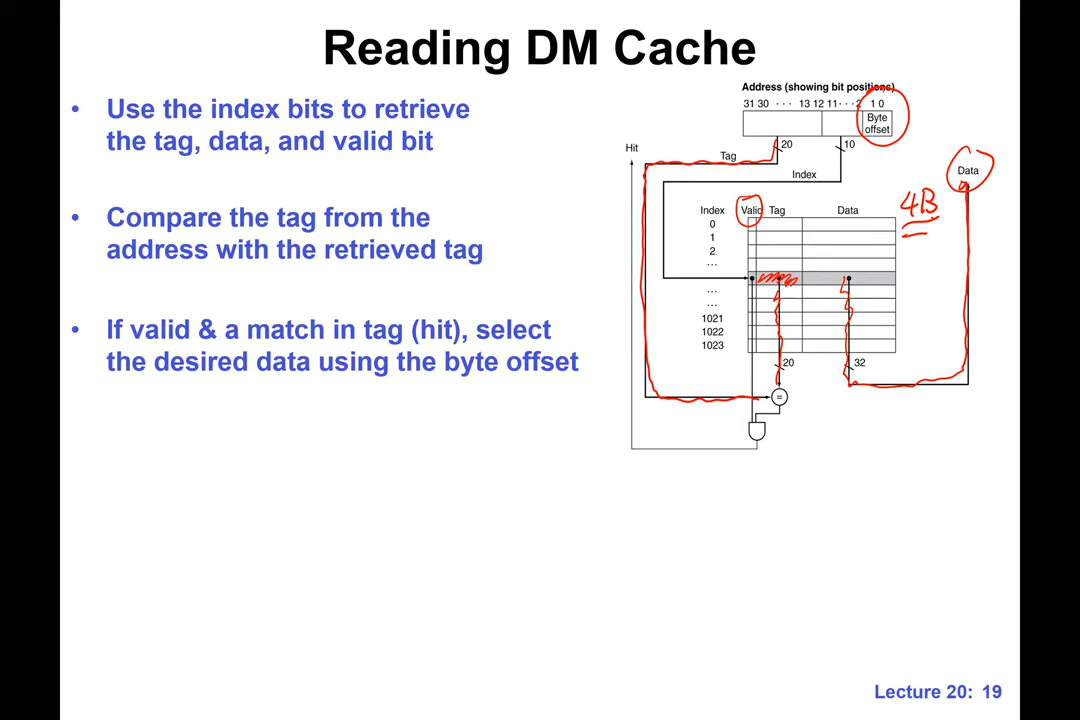 Reading DM Cache
• Use the index bits to retrieve
the tag, data, and valid bit
• Compare the tag from the
address with the retrieved tag
• If valid & a match in tag (hit), select
the desired data using the byte offset
Address (showing bit positions)
31 30 · · · 13 12 11 · · · 2 1 0
Byte
offset
20
10
Hit
Tag
Index
Data
4B
Index Valid Tag Data
0
1
2
...
...
...
1021
1022
1023
20
32
=
Lecture 20: 19